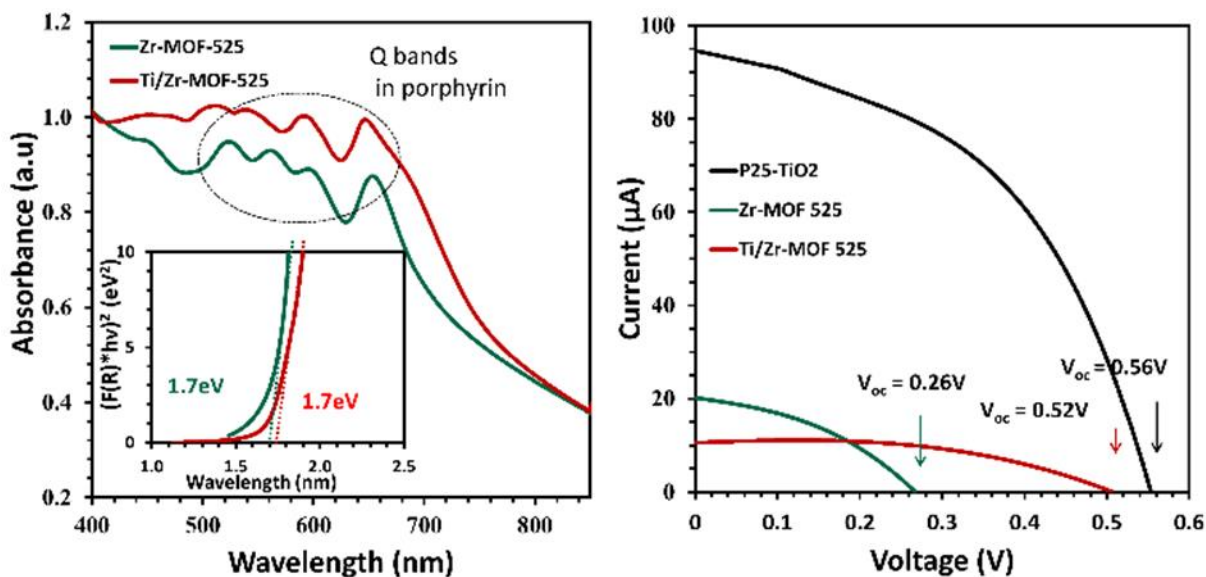 1.2
1.0
0.8
0.6
0.4
0.2
Absorbance (a.u)
Zr-MOF-525
Ti/Zr-MOF-525
Q bands
in porphyrin
10
5
0
(F(R)*hν)² (eV²)
1.7eV
1.7eV
1.0 1.5 2.0 2.5
Wavelength (nm)
400 500 600 700 800
Wavelength (nm)
100
80
60
40
20
0
Current (µA)
P25-TiO2
Zr-MOF 525
Ti/Zr-MOF 525
Voc = 0.56V
Voc = 0.26V
Voc = 0.52V
0 0.1 0.2 0.3 0.4 0.5 0.6
Voltage (V)